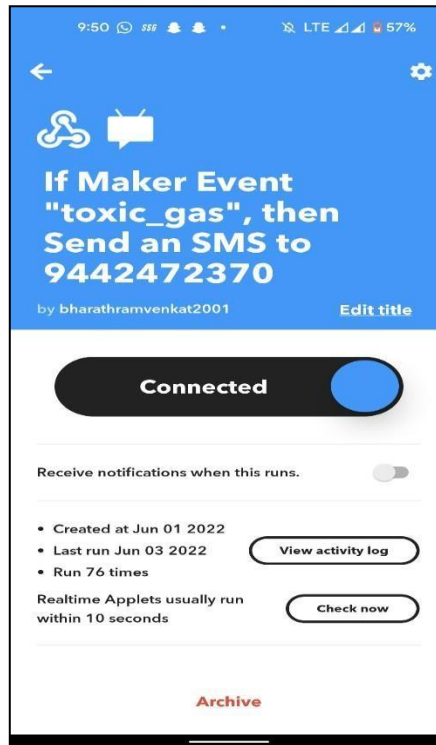 9:50 SSG • LTE 57%
If Maker Event
"toxic_gas", then
Send an SMS to
9442472370
by bharathramvenkat2001 Edit title
Connected
Receive notifications when this runs.
• Created at Jun 01 2022
• Last run Jun 03 2022 View activity log
• Run 76 times
Realtime Applets usually run
within 10 seconds Check now
Archive